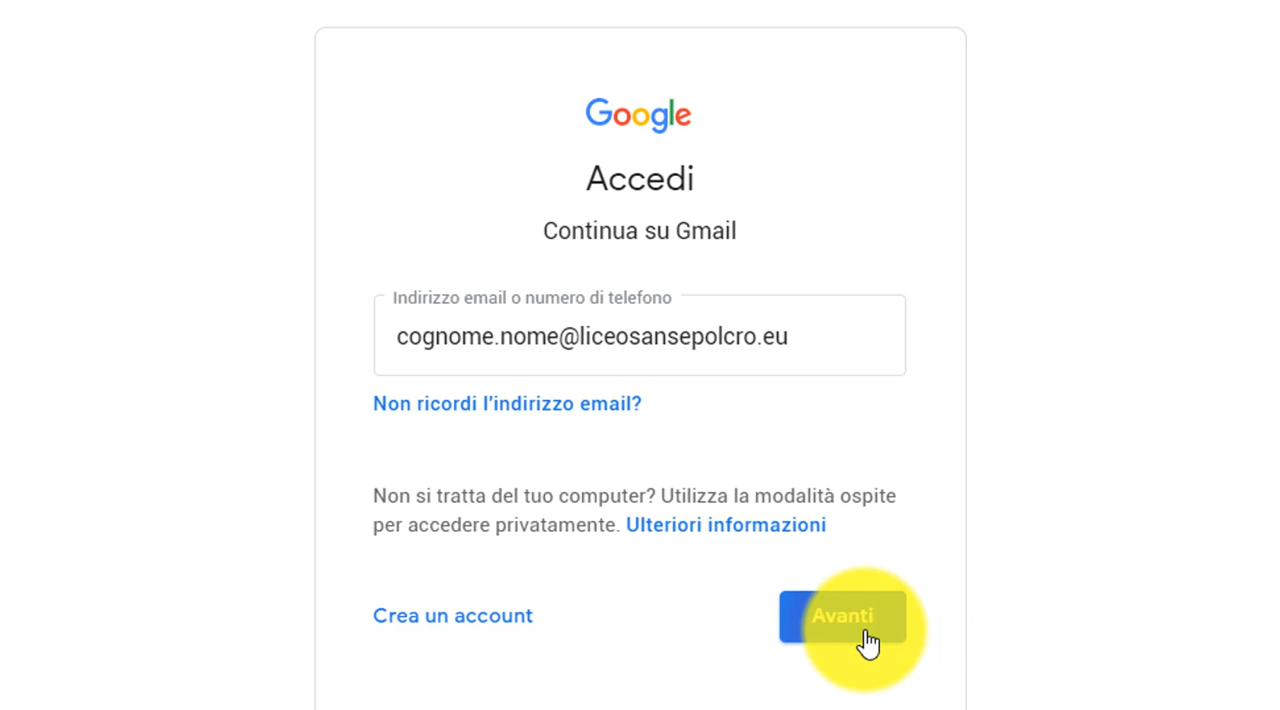 Google
Accedi
Continua su Gmail
Indirizzo email o numero di telefono
cognome.nome@liceosansepolcro.eu
Non ricordi l'indirizzo email?
Non si tratta del tuo computer? Utilizza la modalità ospite
per accedere privatamente. Ulteriori informazioni
Crea un account
Avanti